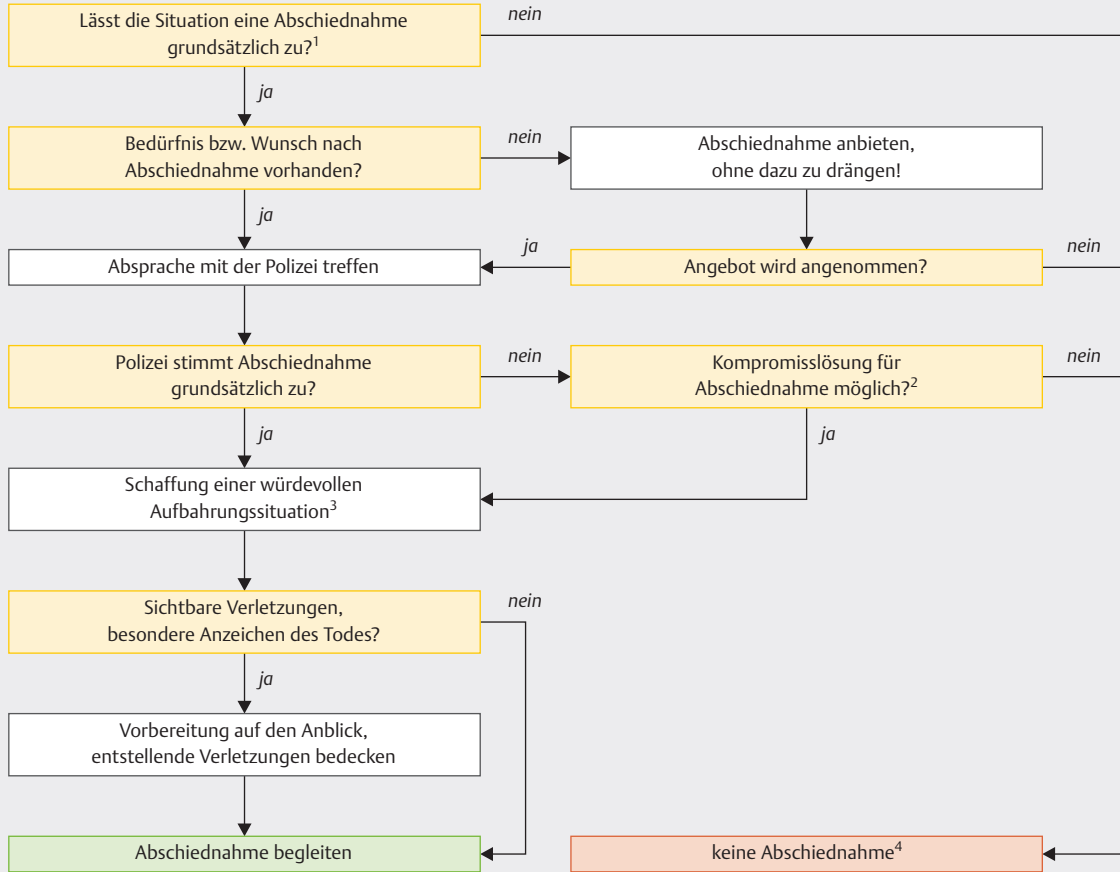 Lässt die Situation eine Abschiednahme
grundsätzlich zu?¹
nein
ja
Bedürfnis bzw. Wunsch nach
Abschiednahme vorhanden?
nein
Abschiednahme anbieten,
ohne dazu zu drängen!
ja
Absprache mit der Polizei treffen
ja
Angebot wird angenommen?
nein
Polizei stimmt Abschiednahme
grundsätzlich zu?
nein
Kompromisslösung für
Abschiednahme möglich?²
nein
ja
ja
Schaffung einer würdevollen
Aufbahrungssituation³
Sichtbare Verletzungen,
besondere Anzeichen des Todes?
nein
ja
Vorbereitung auf den Anblick,
entstellende Verletzungen bedecken
Abschiednahme begleiten
keine Abschiednahme⁴